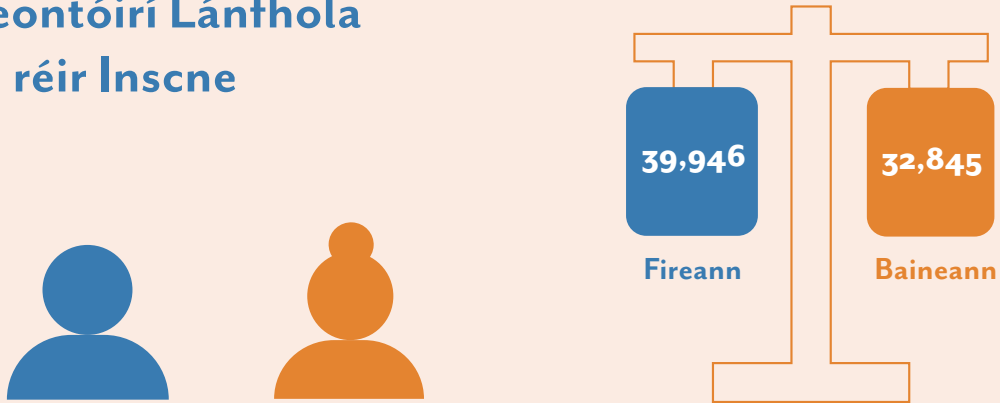 eontóirí Lánfhola
réir Inscne
39,946
32,845
Fireann
Baineann